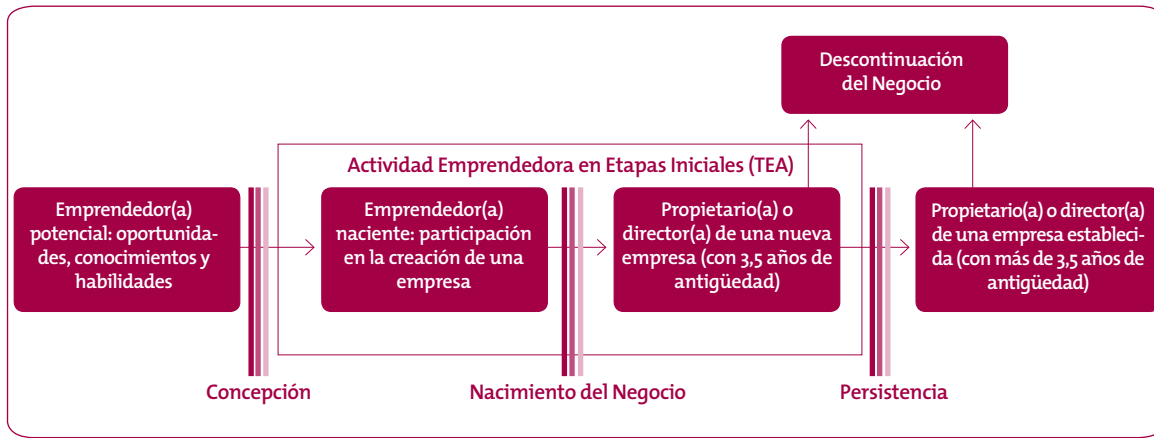 Descontinuación
del Negocio
Actividad Emprendedora en Etapas Iniciales (TEA)
Emprendedor(a)
potencial: oportunida-
des, conocimientos y
habilidades
Emprendedor(a)
naciente: participación
en la creación de una
empresa
Propietario(a) o
director(a) de una nueva
empresa (con 3,5 años de
antigüedad)
Propietario(a) o director(a)
de una empresa estableci-
da (con más de 3,5 años de
antigüedad)
Concepción
Nacimiento del Negocio
Persistencia